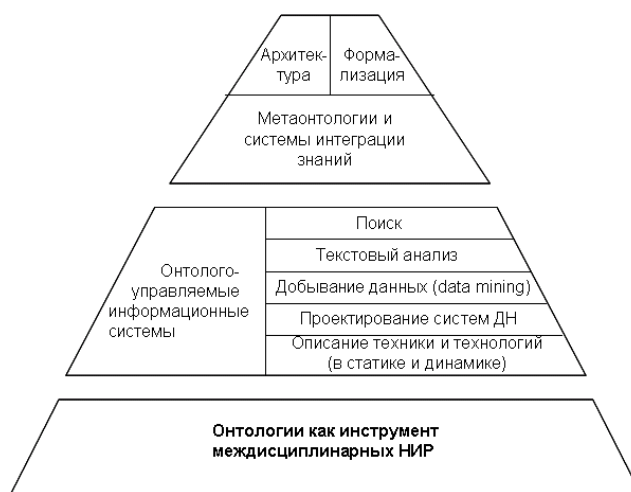 Архитек-
тура
Форма-
лизация
Метаонтологии и
системы интеграции
знаний
Онтолого-
управляемые
информационные
системы
Поиск
Текстовый анализ
Добывание данных (data mining)
Проектирование систем ДН
Описание техники и технологий
(в статике и динамике)
Онтологии как инструмент
междисциплинарных НИР